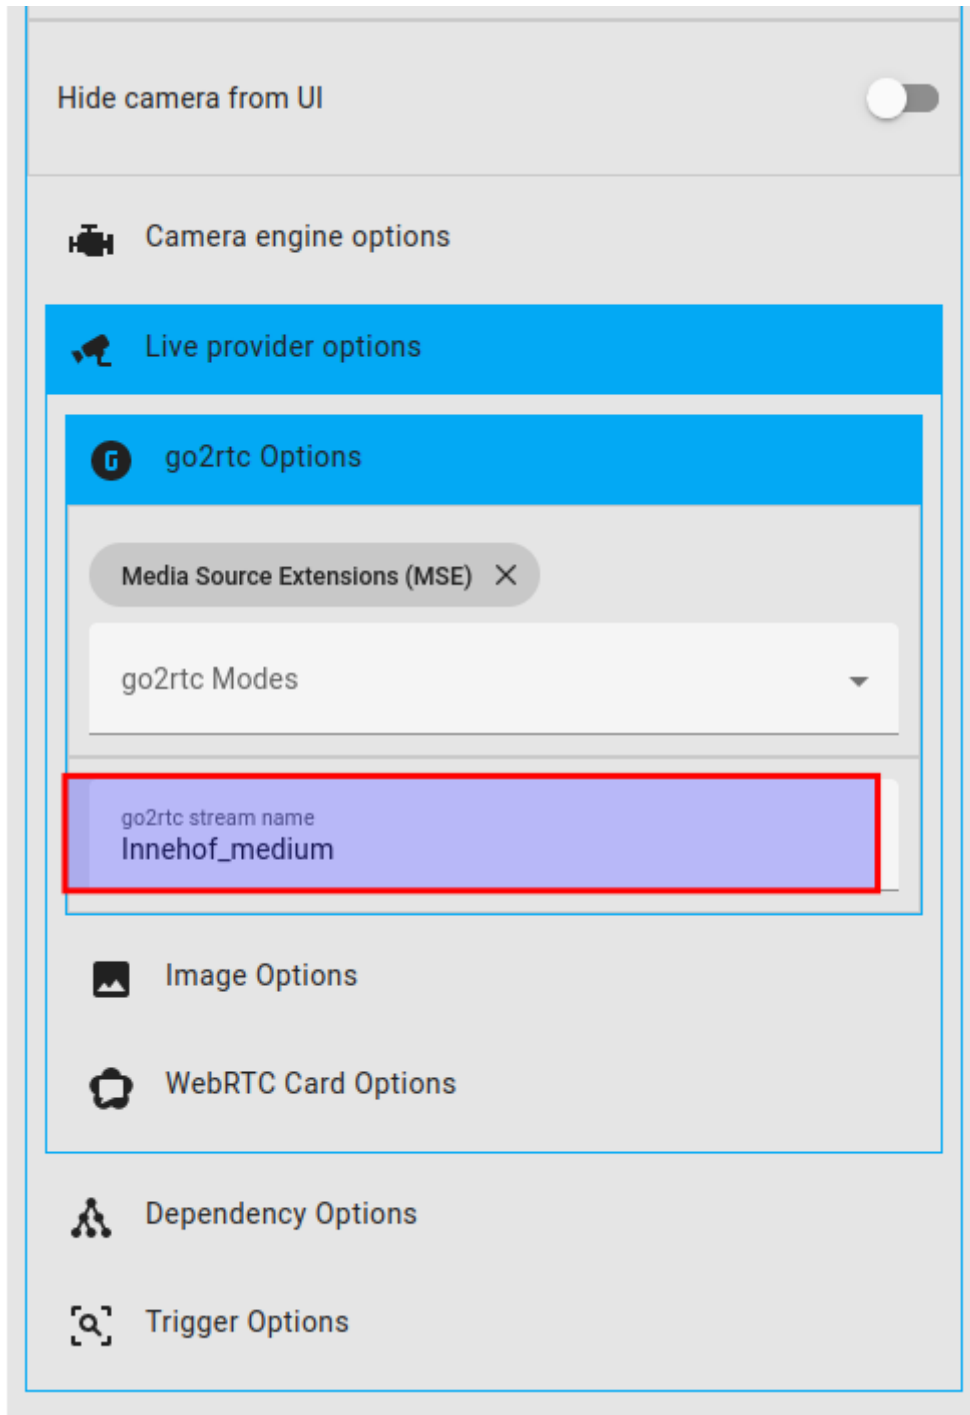 Hide camera from UI
Camera engine options
Live provider options
go2rtc Options
Media Source Extensions (MSE)
go2rtc Modes
go2rtc stream name
Innehof_medium
Image Options
WebRTC Card Options
Dependency Options
Trigger Options